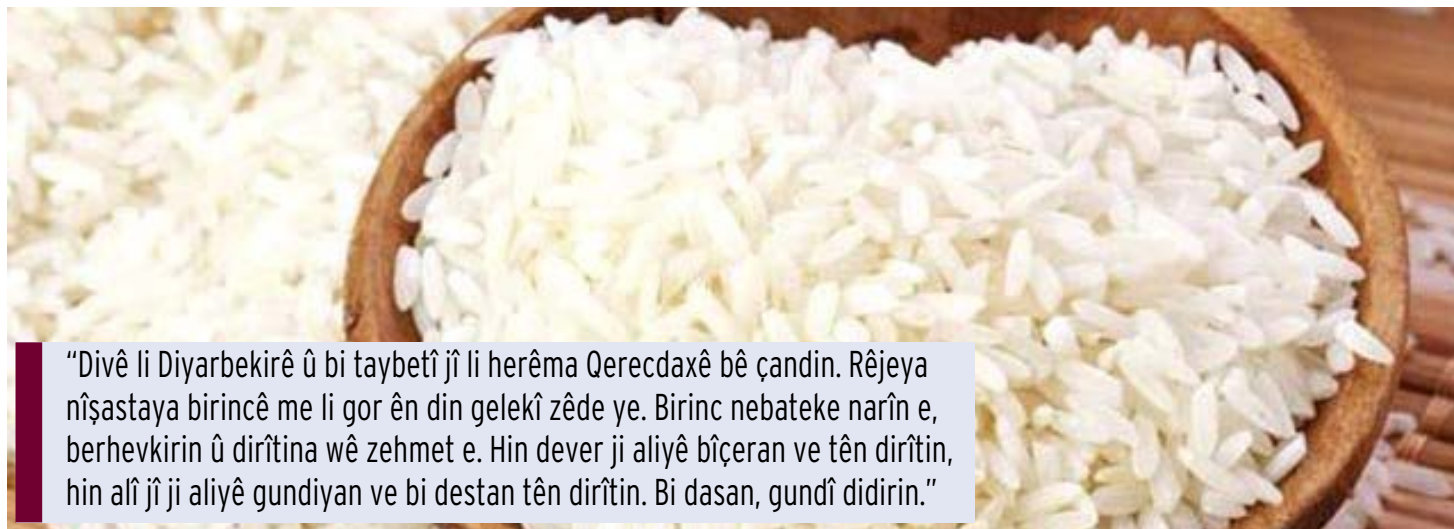 “Divê li Diyarbekirê û bi taybetî jî li herêma Qerecdaxê bê çandin. Rêjeya
nîşastaya birincê me li gor ên din gelekî zêde ye. Birinc nebateke narîn e,
berhevkirin û dirîtina wê zehmet e. Hin dever ji aliyê bîçeran ve tên dirîtin,
hin alî jî ji aliyê gundiyan ve bi destan tên dirîtin. Bi dasan, gundî didirin.”